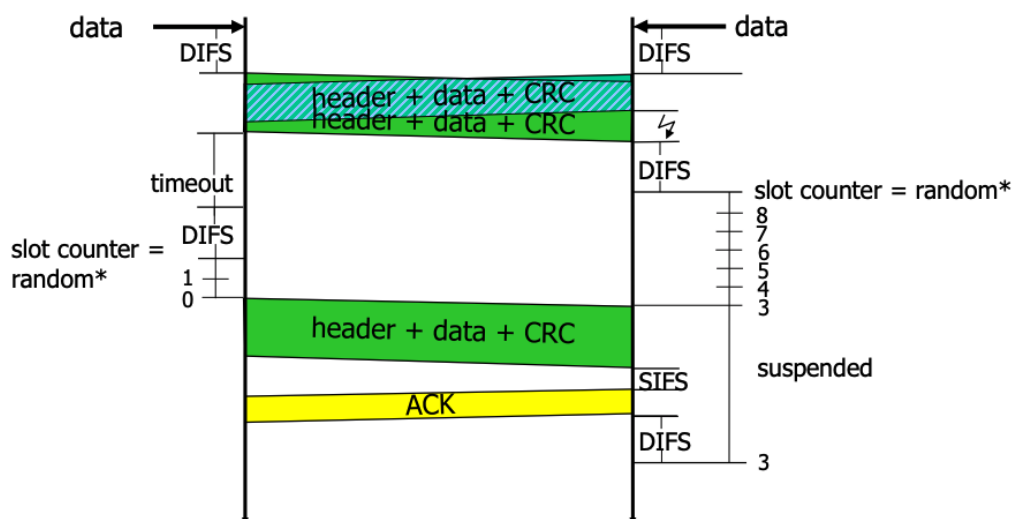 data
data
DIFS
DIFS
header + data + CRC
header + data + CRC
DIFS
timeout
slot counter = random*
8
7
6
5
4
3
DIFS
slot counter =
random*
1
0
header + data + CRC
suspended
SIFS
ACK
DIFS
3